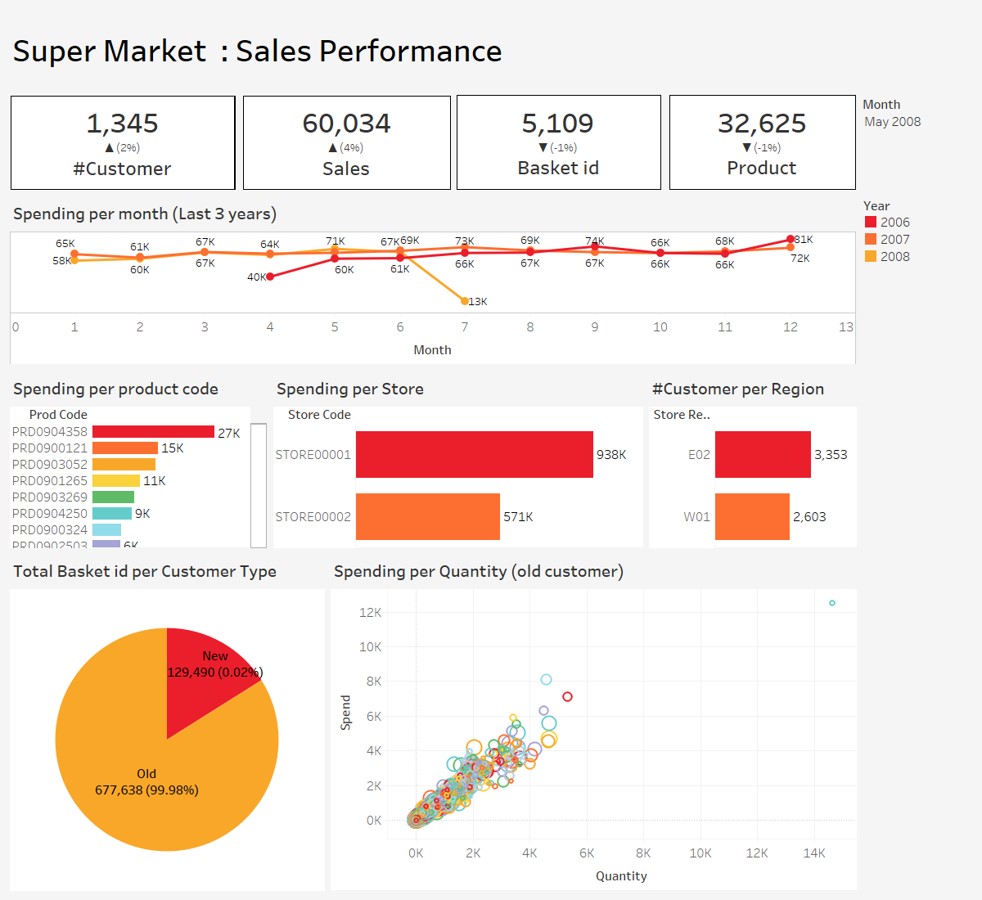 Super Market : Sales Performance
1,345
▲(2%)
#Customer
60,034
▲(4%)
Sales
5,109
▼(-1%)
Basket id
32,625
▼(-1%)
Product
Month
May 2008
Spending per month (Last 3 years)
Year
2006
2007
2008
65K 61K 67K 64K 71K 67K 69K 73K 69K 74K 66K 68K 81K
58K 60K 67K 40K 60K 61K 66K 67K 67K 66K 66K 72K
13K
0 1 2 3 4 5 6 7 8 9 10 11 12 13
Month
Spending per product code
Prod Code
PRD0904358 27K
PRD0900121 15K
PRD0903052
PRD0901265 11K
PRD0903269
PRD0904250 9K
PRD0900324
PRD0902503 6K
Spending per Store
Store Code
STORE00001 938K
STORE00002 571K
#Customer per Region
Store Re..
E02 3,353
W01 2,603
Total Basket id per Customer Type
New
129,490 (0.02%)
Old
677,638 (99.98%)
Spending per Quantity (old customer)
12K
10K
8K
6K
4K
2K
0K
Spend
0K 2K 4K 6K 8K 10K 12K 14K
Quantity